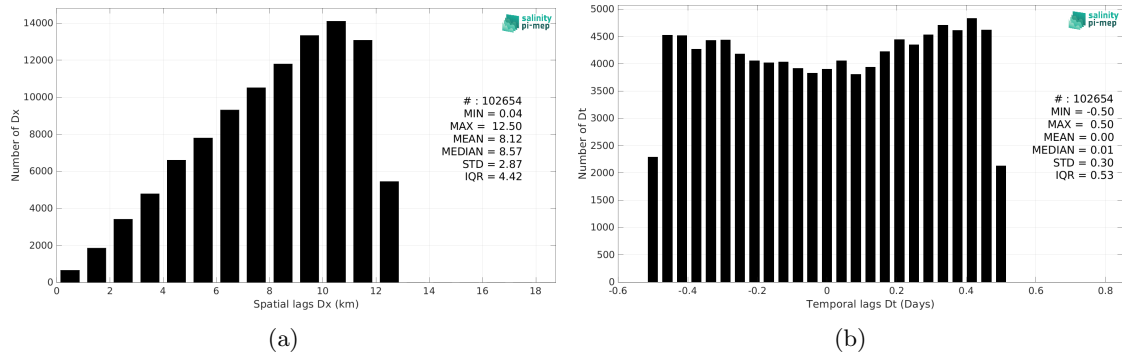 14000
12000
10000
8000
6000
4000
2000
0
Number of Dx
salinity
pi-mep
# : 102654
MIN = 0.04
MAX = 12.50
MEAN = 8.12
MEDIAN = 8.57
STD = 2.87
IQR = 4.42
0 2 4 6 8 10 12 14 16 18
Spatial lags Dx (km)
(a)
5000
4500
4000
3500
3000
2500
2000
1500
1000
500
0
Number of Dt
salinity
pi-mep
# : 102654
MIN = -0.50
MAX = 0.50
MEAN = 0.00
MEDIAN = 0.01
STD = 0.30
IQR = 0.53
-0.6 -0.4 -0.2 0 0.2 0.4 0.6 0.8
Temporal lags Dt (Days)
(b)